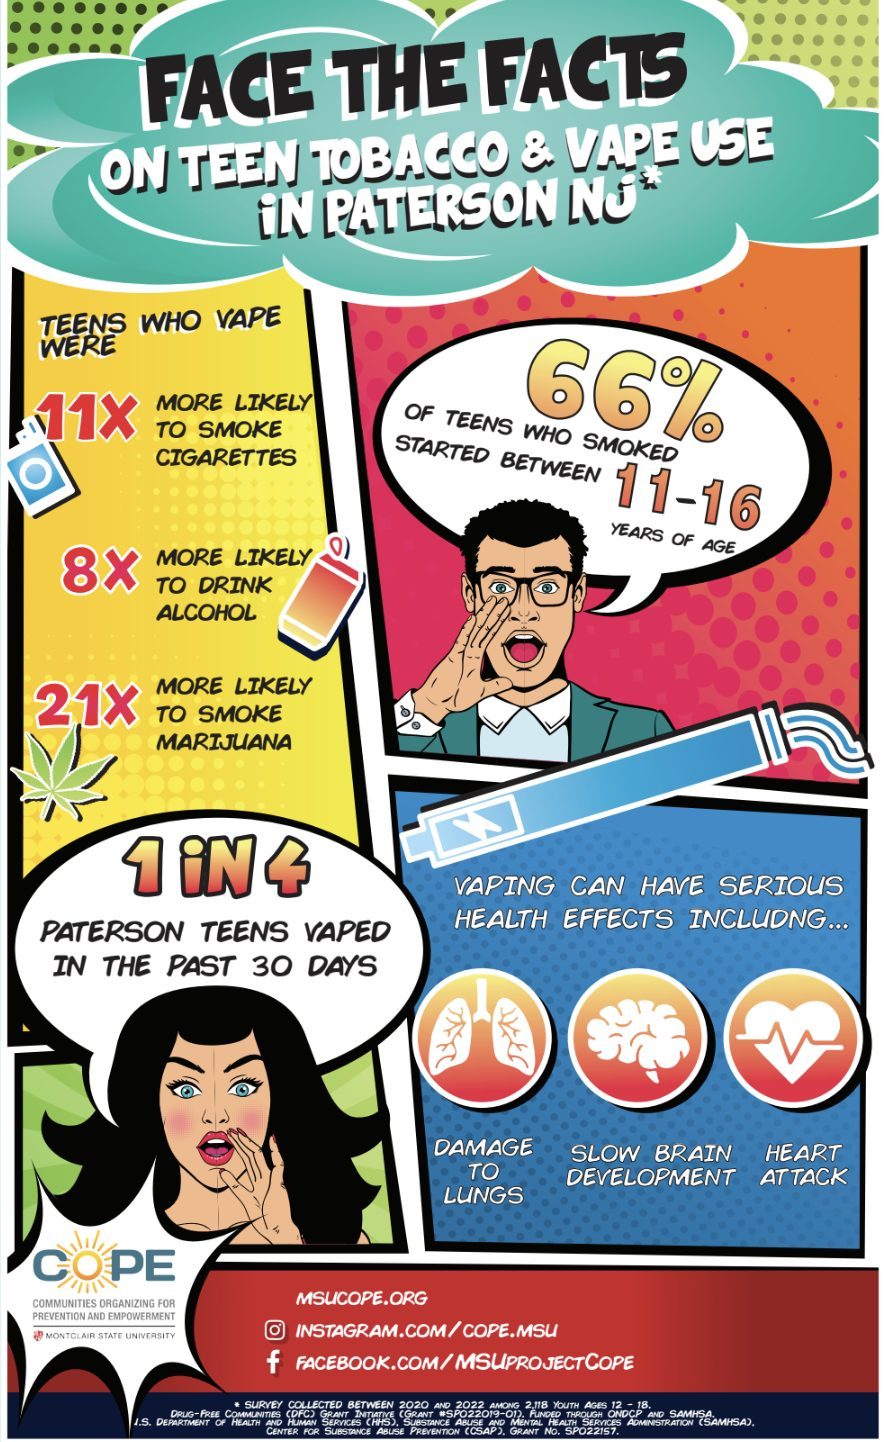 FACE THE FACTS
ON TEEN TOBACCO & VAPE USE
IN PATERSON NJ*
TEENS WHO VAPE
WERE
11X MORE LIKELY
TO SMOKE
CIGARETTES
8X MORE LIKELY
TO DRINK
ALCOHOL
21X MORE LIKELY
TO SMOKE
MARIJUANA
66%
OF TEENS WHO SMOKED
STARTED BETWEEN 11-16
YEARS OF AGE
1 IN 4
PATERSON TEENS VAPED
IN THE PAST 30 DAYS
VAPING CAN HAVE SERIOUS
HEALTH EFFECTS INCLUDNG...
DAMAGE
TO
LUNGS
SLOW BRAIN
DEVELOPMENT
HEART
ATTACK
COPE
COMMUNITIES ORGANIZING FOR
PREVENTION AND EMPOWERMENT
MONTCLAIR STATE UNIVERSITY
MSUCOPE.ORG
INSTAGRAM.COM/COPE.MSU
FACEBOOK.COM/MSUPROJECTCOPE
* SURVEY COLLECTED BETWEEN 2020 AND 2022 AMONG 2,118 YOUTH AGES 12 - 18.
DRUG-FREE COMMUNITIES (DFC) GRANT INITIATIVE (GRANT #SP022019-01), FUNDED THROUGH ONDCP AND SAMHSA.
.S. DEPARTMENT OF HEALTH AND HUMAN SERVICES (HHS), SUBSTANCE ABUSE AND MENTAL HEALTH SERVICES ADMINISTRATION (SAMHSA),
CENTER FOR SUBSTANCE ABUSE PREVENTION (CSAP), GRANT NO. SP022157.